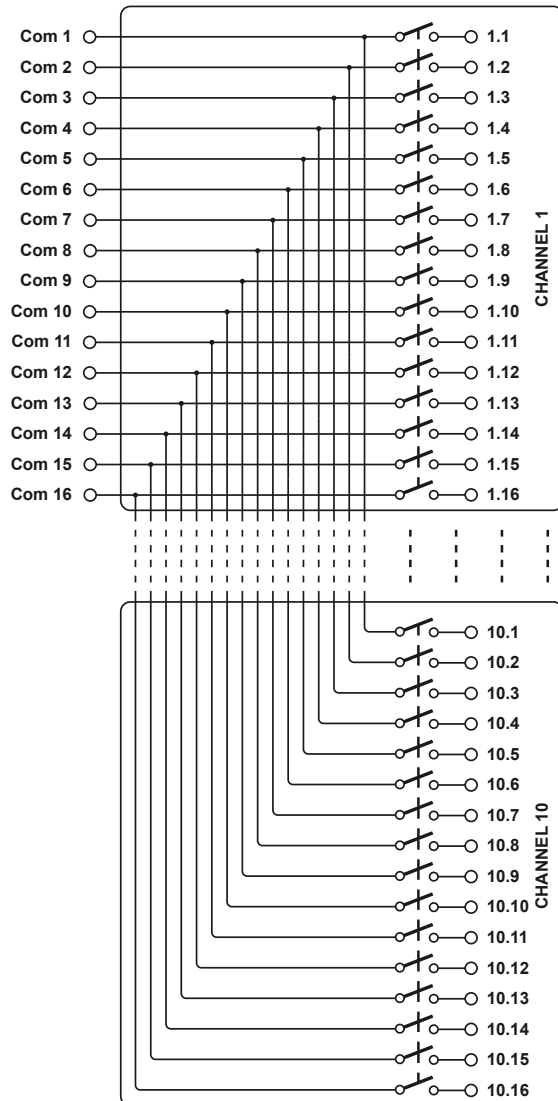 Com 1 1.1
Com 2 1.2
Com 3 1.3
Com 4 1.4
Com 5 1.5
Com 6 1.6
Com 7 1.7
Com 8 1.8
Com 9 1.9
Com 10 1.10
Com 11 1.11
Com 12 1.12
Com 13 1.13
Com 14 1.14
Com 15 1.15
Com 16 1.16
CHANNEL 1
10.1
10.2
10.3
10.4
10.5
10.6
10.7
10.8
10.9
10.10
10.11
10.12
10.13
10.14
10.15
10.16
CHANNEL 10